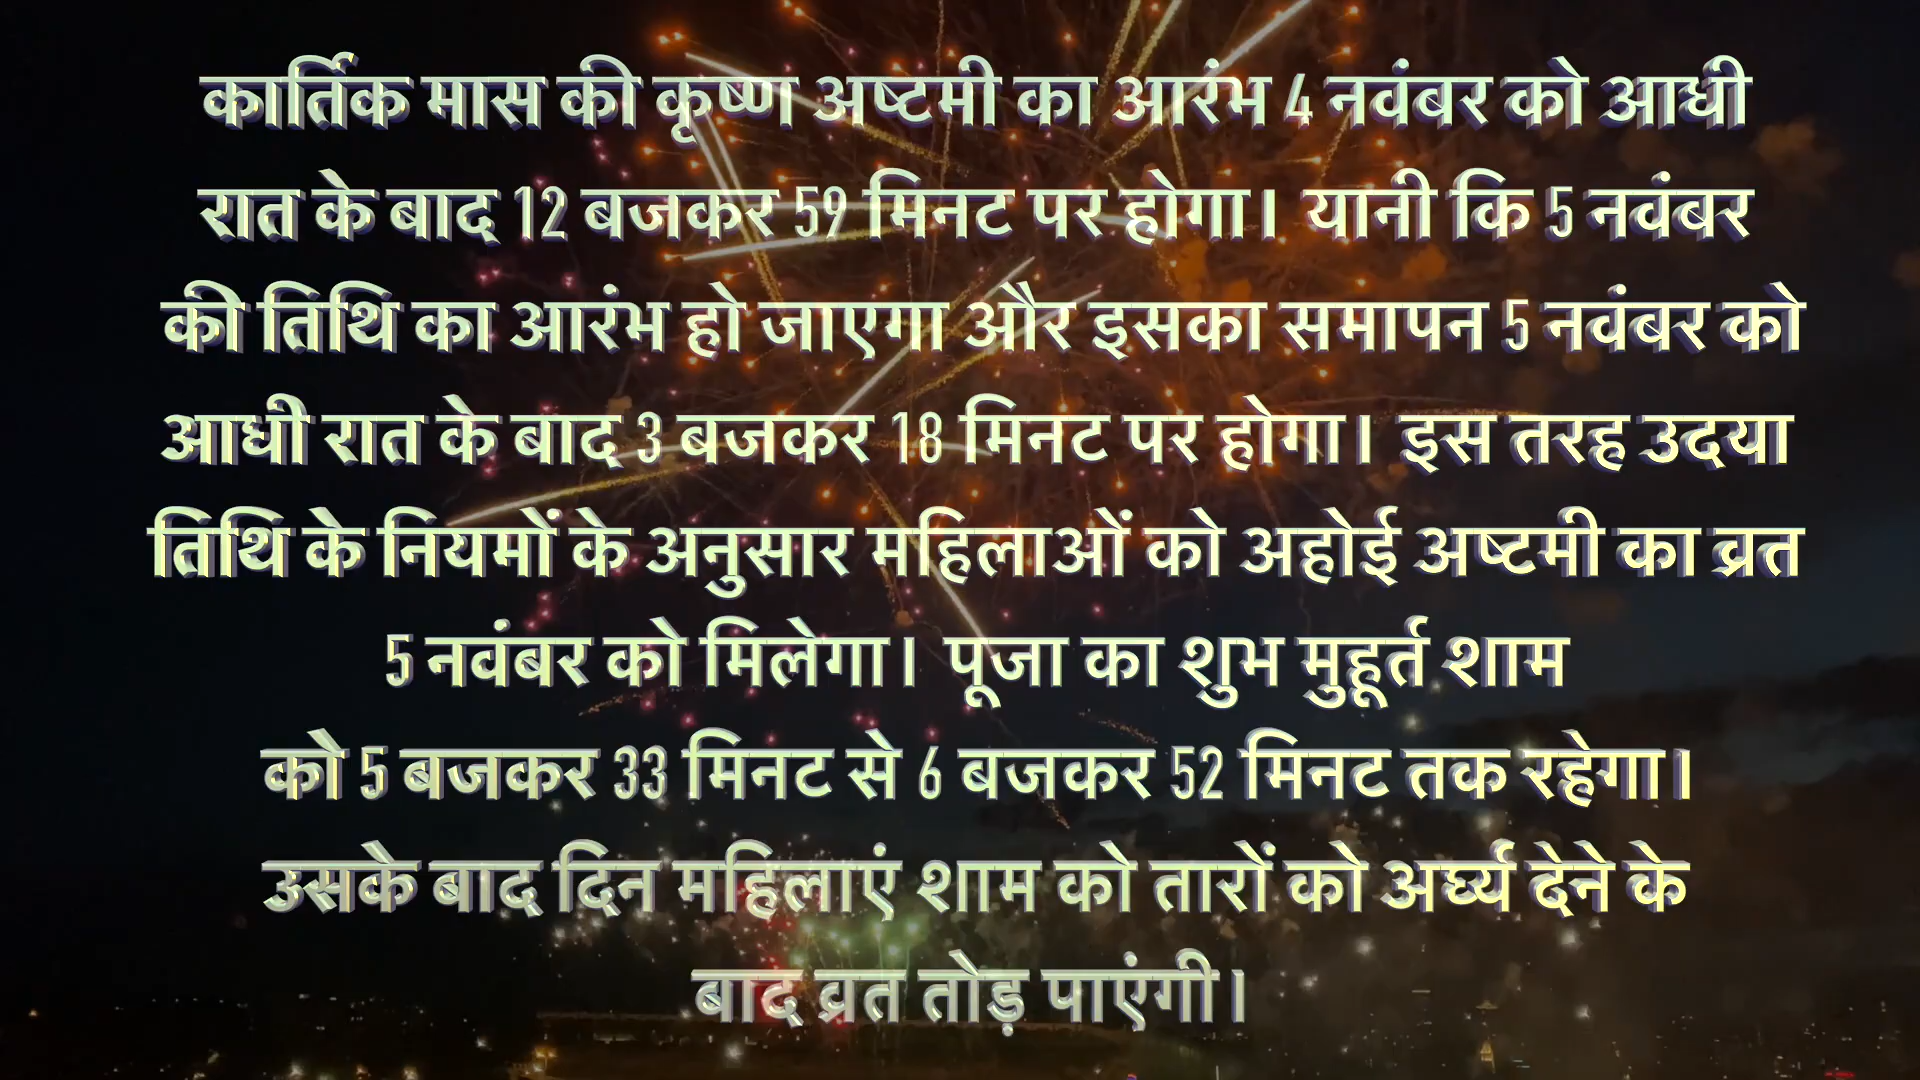 कार्तिक मास की कृष्ण अष्टमी का आरंभ 4 नवंबर को आधी
रात के बाद 12 बजकर 59 मिनट पर होगा। यानी कि 5 नवंबर
की तिथि का आरंभ हो जाएगा और इसका समापन 5 नवंबर को
आधी रात के बाद 3 बजकर 18 मिनट पर होगा। इस तरह उदया
तिथि के नियमों के अनुसार महिलाओं को अहोई अष्टमी का व्रत
5 नवंबर को मिलेगा। पूजा का शुभ मुहूर्त शाम
को 5 बजकर 33 मिनट से 6 बजकर 52 मिनट तक रहेगा।
उसके बाद दिन महिलाएं शाम को तारों को अर्घ्य देने के
बाद व्रत तोड़ पाएंगी।